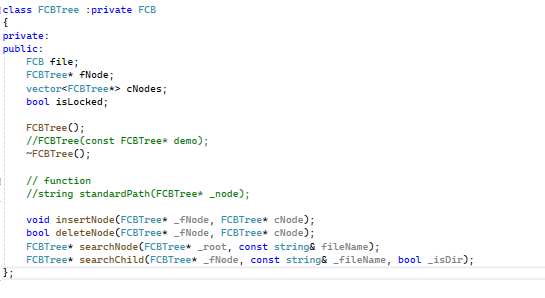 class FCBTree :private FCB
{
private:
public:
    FCB file;
    FCBTree* fNode;
    vector<FCBTree*> cNodes;
    bool isLocked;

    FCBTree();
    //FCBTree(const FCBTree* demo);
    ~FCBTree();

    // function
    //string standardPath(FCBTree* _node);

    void insertNode(FCBTree* _fNode, FCBTree* cNode);
    bool deleteNode(FCBTree* _fNode, FCBTree* cNode);
    FCBTree* searchNode(FCBTree* _root, const string& fileName);
    FCBTree* searchChild(FCBTree* _fNode, const string& _fileName, bool _isDir);
};